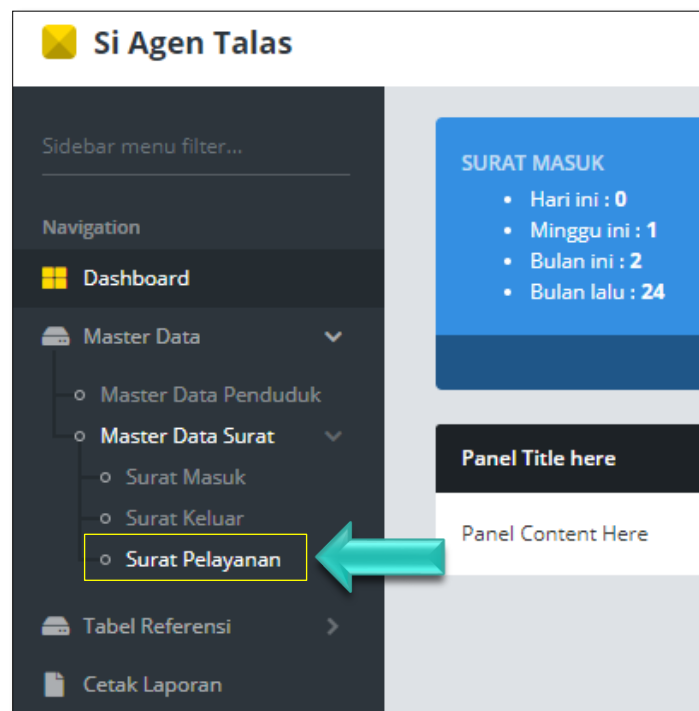 Si Agen Talas
Sidebar menu filter...
Navigation
Dashboard
Master Data
Master Data Penduduk
Master Data Surat
Surat Masuk
Surat Keluar
Surat Pelayanan
Tabel Referensi
Cetak Laporan
SURAT MASUK
• Hari ini : 0
• Minggu ini : 1
• Bulan ini : 2
• Bulan lalu : 24
Panel Title here
Panel Content Here